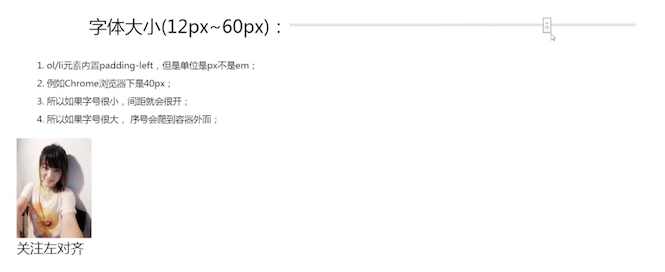 字体大小(12px~60px)：
1. ol/li元素内置padding-left，但是单位是px不是em；
2. 例如Chrome浏览器下是40px；
3. 所以如果字号很小，间距就会很开；
4. 所以如果字号很大， 序号会爬到容器外面；
关注左对齐